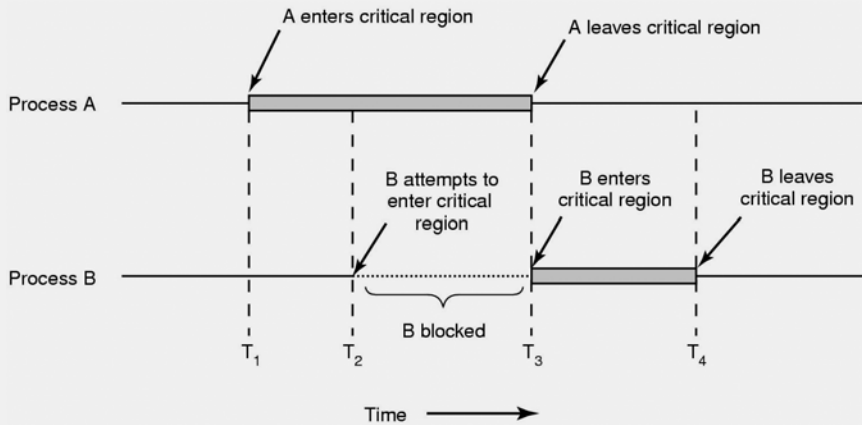 A enters critical region
A leaves critical region
Process A
B attempts to
enter critical
region
B enters
critical region
B leaves
critical region
Process B
B blocked
T1
T2
T3
T4
Time